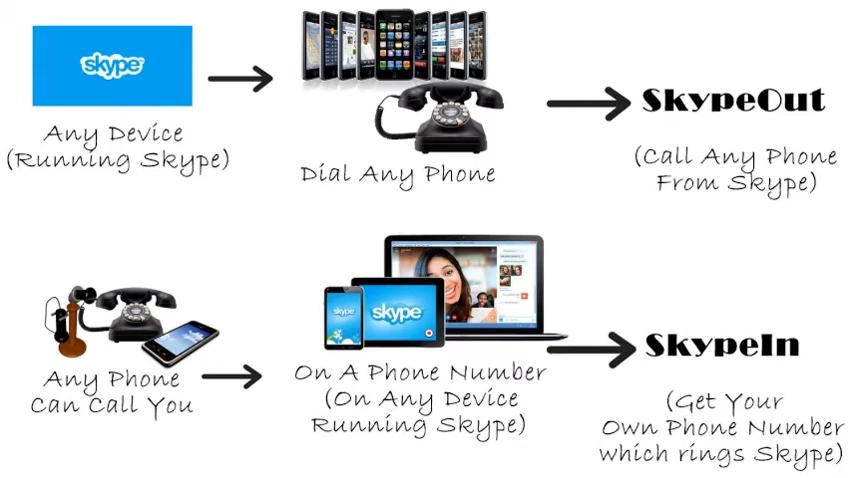 skype
Any Device
(Running Skype)
Dial Any Phone
SkypeOut
(Call Any Phone
From Skype)
Any Phone
Can Call You
skype
skype
On A Phone Number
(On Any Device
Running Skype)
SkypeIn
(Get Your
Own Phone Number
which rings Skype)